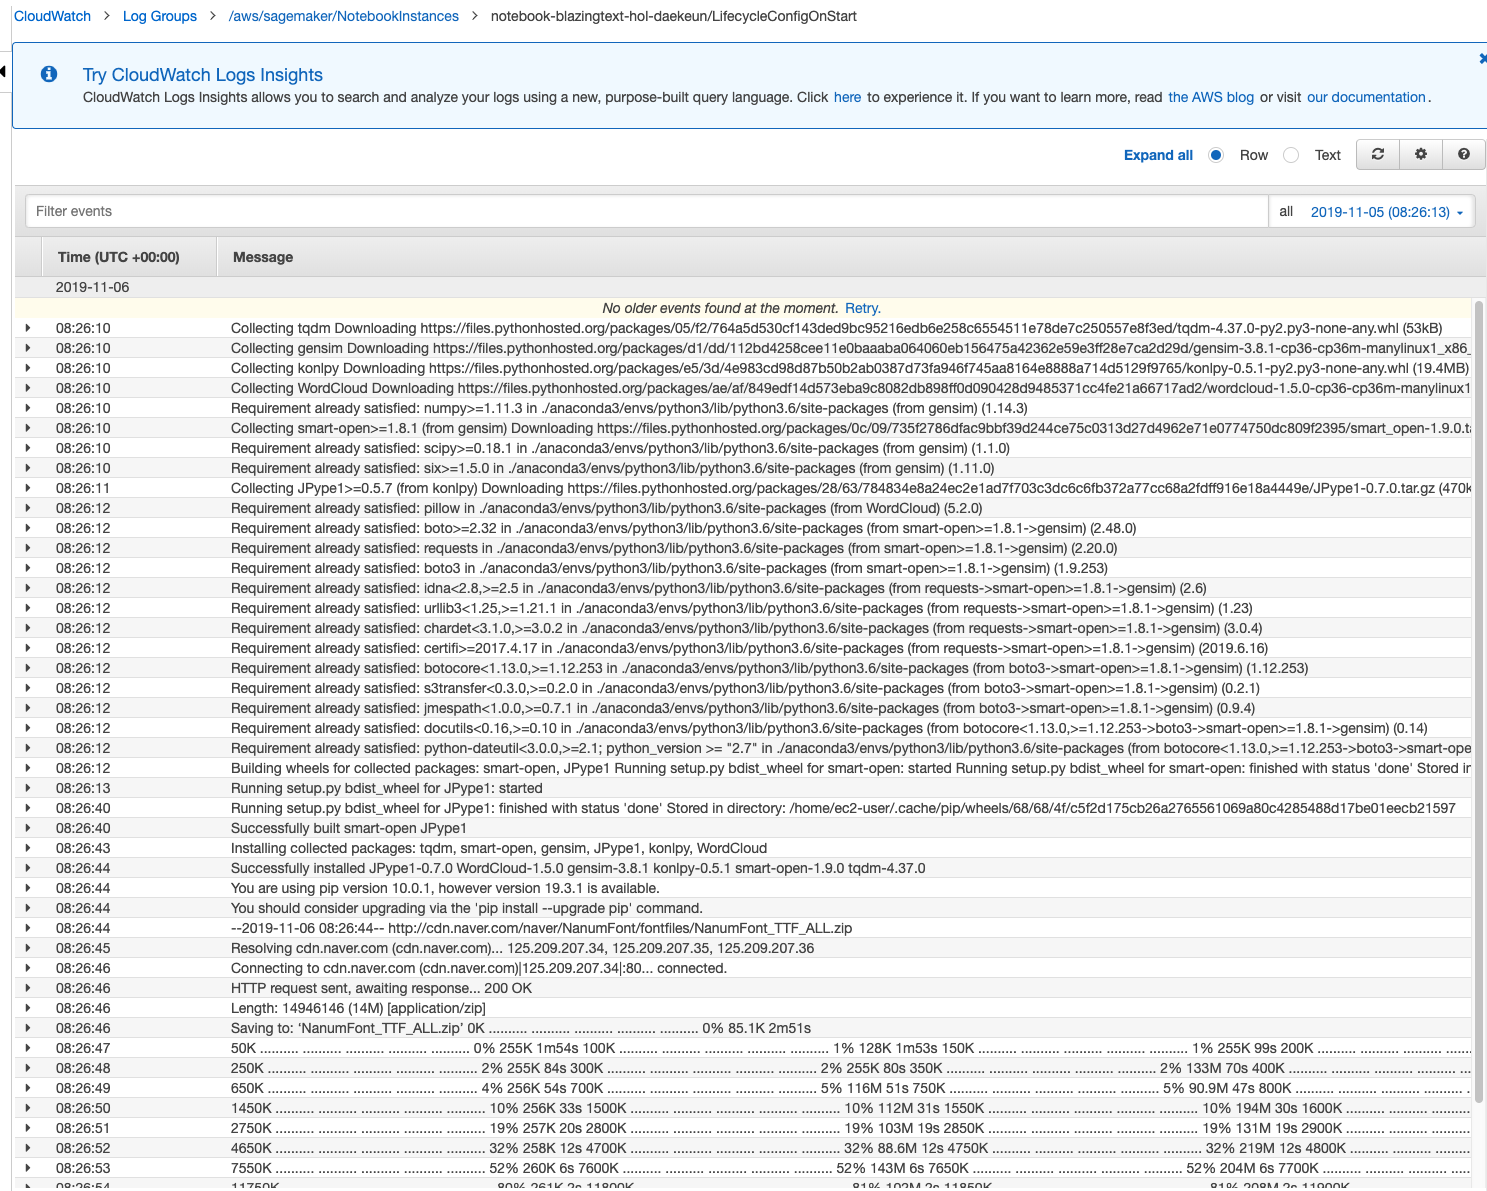 CloudWatch > Log Groups > /aws/sagemaker/NotebookInstances > notebook-blazingtext-hol-daekeun/LifecycleConfigOnStart
Try CloudWatch Logs Insights
CloudWatch Logs Insights allows you to search and analyze your logs using a new, purpose-built query language. Click here to experience it. If you want to learn more, read the AWS blog or visit our documentation.
Expand all Row Text
Filter events all 2019-11-05 (08:26:13)
Time (UTC +00:00) Message
2019-11-06
No older events found at the moment. Retry.
08:26:10 Collecting tqdm Downloading https://files.pythonhosted.org/packages/05/f2/764a5d530cf143ded9bc95216edb6e258c6554511e78de7c250557e8f3ed/tqdm-4.37.0-py2.py3-none-any.whl (53kB)
08:26:10 Collecting gensim Downloading https://files.pythonhosted.org/packages/d1/dd/112bd4258cee11e0baaaba064060eb156475a42362e59e3ff28e7ca2d29d/gensim-3.8.1-cp36-cp36m-manylinux1_x86_
08:26:10 Collecting konlpy Downloading https://files.pythonhosted.org/packages/e5/3d/4e983cd98d87b50b2ab0387d73fa946f745aa8164e8888a714d5129f9765/konlpy-0.5.1-py2.py3-none-any.whl (19.4MB)
08:26:10 Collecting WordCloud Downloading https://files.pythonhosted.org/packages/ae/af/849edf14d573eba9c8082db898ff0d090428d9485371cc4fe21a66717ad2/wordcloud-1.5.0-cp36-cp36m-manylinux1
08:26:10 Requirement already satisfied: numpy>=1.11.3 in ./anaconda3/envs/python3/lib/python3.6/site-packages (from gensim) (1.14.3)
08:26:10 Collecting smart-open>=1.8.1 (from gensim) Downloading https://files.pythonhosted.org/packages/0c/09/735f2786dfac9bbf39d244ce75c0313d27d4962e71e0774750dc809f2395/smart_open-1.9.0.ta
08:26:10 Requirement already satisfied: scipy>=0.18.1 in ./anaconda3/envs/python3/lib/python3.6/site-packages (from gensim) (1.1.0)
08:26:10 Requirement already satisfied: six>=1.5.0 in ./anaconda3/envs/python3/lib/python3.6/site-packages (from gensim) (1.11.0)
08:26:11 Collecting JPype1>=0.5.7 (from konlpy) Downloading https://files.pythonhosted.org/packages/28/63/784834e8a24ec2e1ad7f703c3dc6c6fb372a77cc68a2fdff916e18a4449e/JPype1-0.7.0.tar.gz (470k
08:26:12 Requirement already satisfied: pillow in ./anaconda3/envs/python3/lib/python3.6/site-packages (from WordCloud) (5.2.0)
08:26:12 Requirement already satisfied: boto>=2.32 in ./anaconda3/envs/python3/lib/python3.6/site-packages (from smart-open>=1.8.1->gensim) (2.48.0)
08:26:12 Requirement already satisfied: requests in ./anaconda3/envs/python3/lib/python3.6/site-packages (from smart-open>=1.8.1->gensim) (2.20.0)
08:26:12 Requirement already satisfied: boto3 in ./anaconda3/envs/python3/lib/python3.6/site-packages (from smart-open>=1.8.1->gensim) (1.9.253)
08:26:12 Requirement already satisfied: idna<2.8,>=2.5 in ./anaconda3/envs/python3/lib/python3.6/site-packages (from requests->smart-open>=1.8.1->gensim) (2.6)
08:26:12 Requirement already satisfied: urllib3<1.25,>=1.21.1 in ./anaconda3/envs/python3/lib/python3.6/site-packages (from requests->smart-open>=1.8.1->gensim) (1.23)
08:26:12 Requirement already satisfied: chardet<3.1.0,>=3.0.2 in ./anaconda3/envs/python3/lib/python3.6/site-packages (from requests->smart-open>=1.8.1->gensim) (3.0.4)
08:26:12 Requirement already satisfied: certifi>=2017.4.17 in ./anaconda3/envs/python3/lib/python3.6/site-packages (from requests->smart-open>=1.8.1->gensim) (2019.6.16)
08:26:12 Requirement already satisfied: botocore<1.13.0,>=1.12.253 in ./anaconda3/envs/python3/lib/python3.6/site-packages (from boto3->smart-open>=1.8.1->gensim) (1.12.253)
08:26:12 Requirement already satisfied: s3transfer<0.3.0,>=0.2.0 in ./anaconda3/envs/python3/lib/python3.6/site-packages (from boto3->smart-open>=1.8.1->gensim) (0.2.1)
08:26:12 Requirement already satisfied: jmespath<1.0.0,>=0.7.1 in ./anaconda3/envs/python3/lib/python3.6/site-packages (from boto3->smart-open>=1.8.1->gensim) (0.9.4)
08:26:12 Requirement already satisfied: docutils<0.16,>=0.10 in ./anaconda3/envs/python3/lib/python3.6/site-packages (from botocore<1.13.0,>=1.12.253->boto3->smart-open>=1.8.1->gensim) (0.14)
08:26:12 Requirement already satisfied: python-dateutil<3.0.0,>=2.1; python_version >= "2.7" in ./anaconda3/envs/python3/lib/python3.6/site-packages (from botocore<1.13.0,>=1.12.253->boto3->smart-ope
08:26:12 Building wheels for collected packages: smart-open, JPype1 Running setup.py bdist_wheel for smart-open: started Running setup.py bdist_wheel for smart-open: finished with status 'done' Stored in
08:26:13 Running setup.py bdist_wheel for JPype1: started
08:26:40 Running setup.py bdist_wheel for JPype1: finished with status 'done' Stored in directory: /home/ec2-user/.cache/pip/wheels/68/68/4f/c5f2d175cb26a2765561069a80c4285488d17be01eecb21597
08:26:40 Successfully built smart-open JPype1
08:26:43 Installing collected packages: tqdm, smart-open, gensim, JPype1, konlpy, WordCloud
08:26:44 Successfully installed JPype1-0.7.0 WordCloud-1.5.0 gensim-3.8.1 konlpy-0.5.1 smart-open-1.9.0 tqdm-4.37.0
08:26:44 You are using pip version 10.0.1, however version 19.3.1 is available.
08:26:44 You should consider upgrading via the 'pip install --upgrade pip' command.
08:26:44 --2019-11-06 08:26:44-- http://cdn.naver.com/naver/NanumFont/fontfiles/NanumFont_TTF_ALL.zip
08:26:45 Resolving cdn.naver.com (cdn.naver.com)... 125.209.207.34, 125.209.207.35, 125.209.207.36
08:26:46 Connecting to cdn.naver.com (cdn.naver.com)|125.209.207.34|:80... connected.
08:26:46 HTTP request sent, awaiting response... 200 OK
08:26:46 Length: 14946146 (14M) [application/zip]
08:26:46 Saving to: ‘NanumFont_TTF_ALL.zip’ 0K .......... .......... .......... .......... .......... 0% 85.1K 2m51s
08:26:47 50K .......... .......... .......... .......... .......... 0% 255K 1m54s 100K .......... .......... .......... .......... .......... 1% 128K 1m53s 150K .......... .......... .......... .......... .......... 1% 255K 99s 200K .......... .......... .......... ....
08:26:48 250K .......... .......... .......... .......... .......... 2% 255K 84s 300K .......... .......... .......... .......... .......... 2% 255K 80s 350K .......... .......... .......... .......... .......... 2% 133M 70s 400K .......... .......... .......... ..........
08:26:49 650K .......... .......... .......... .......... .......... 4% 256K 54s 700K .......... .......... .......... .......... .......... 5% 116M 51s 750K .......... .......... .......... .......... .......... 5% 90.9M 47s 800K .......... .......... .......... .......... .
08:26:50 1450K .......... .......... .......... .......... .......... 10% 256K 33s 1500K .......... .......... .......... .......... .......... 10% 112M 31s 1550K .......... .......... .......... .......... .......... 10% 194M 30s 1600K .......... .......... ..........
08:26:51 2750K .......... .......... .......... .......... .......... 19% 257K 20s 2800K .......... .......... .......... .......... .......... 19% 103M 19s 2850K .......... .......... .......... .......... .......... 19% 131M 19s 2900K .......... .......... ..........
08:26:52 4650K .......... .......... .......... .......... .......... 32% 258K 12s 4700K .......... .......... .......... .......... .......... 32% 88.6M 12s 4750K .......... .......... .......... .......... .......... 32% 219M 12s 4800K .......... .......... ..........
08:26:53 7550K .......... .......... .......... .......... .......... 52% 260K 6s 7600K .......... .......... .......... .......... .......... 52% 143M 6s 7650K .......... .......... .......... .......... .......... 52% 204M 6s 7700K .......... .......... .......... ....
08:26:54 11750K 80% 261K 2s 11800K 81% 102M 2s 11850K 81% 208M 2s 11900K